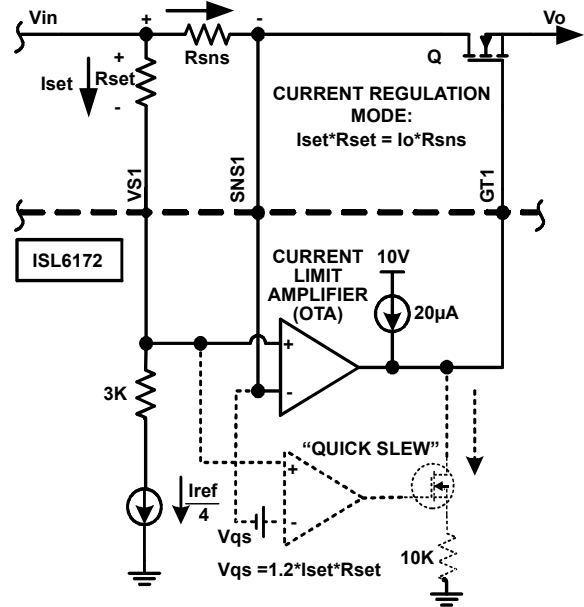 Vin
+
-
Vo
Rsns
Q
+
Iset
Rset
-
CURRENT REGULATION
MODE:
Iset*Rset = Io*Rsns
VS1
SNS1
GT1
ISL6172
CURRENT
LIMIT
AMPLIFIER
(OTA)
10V
20µA
+
-
3K
"QUICK SLEW"
+
-
Iref
4
Vqs
10K
Vqs =1.2*Iset*Rset